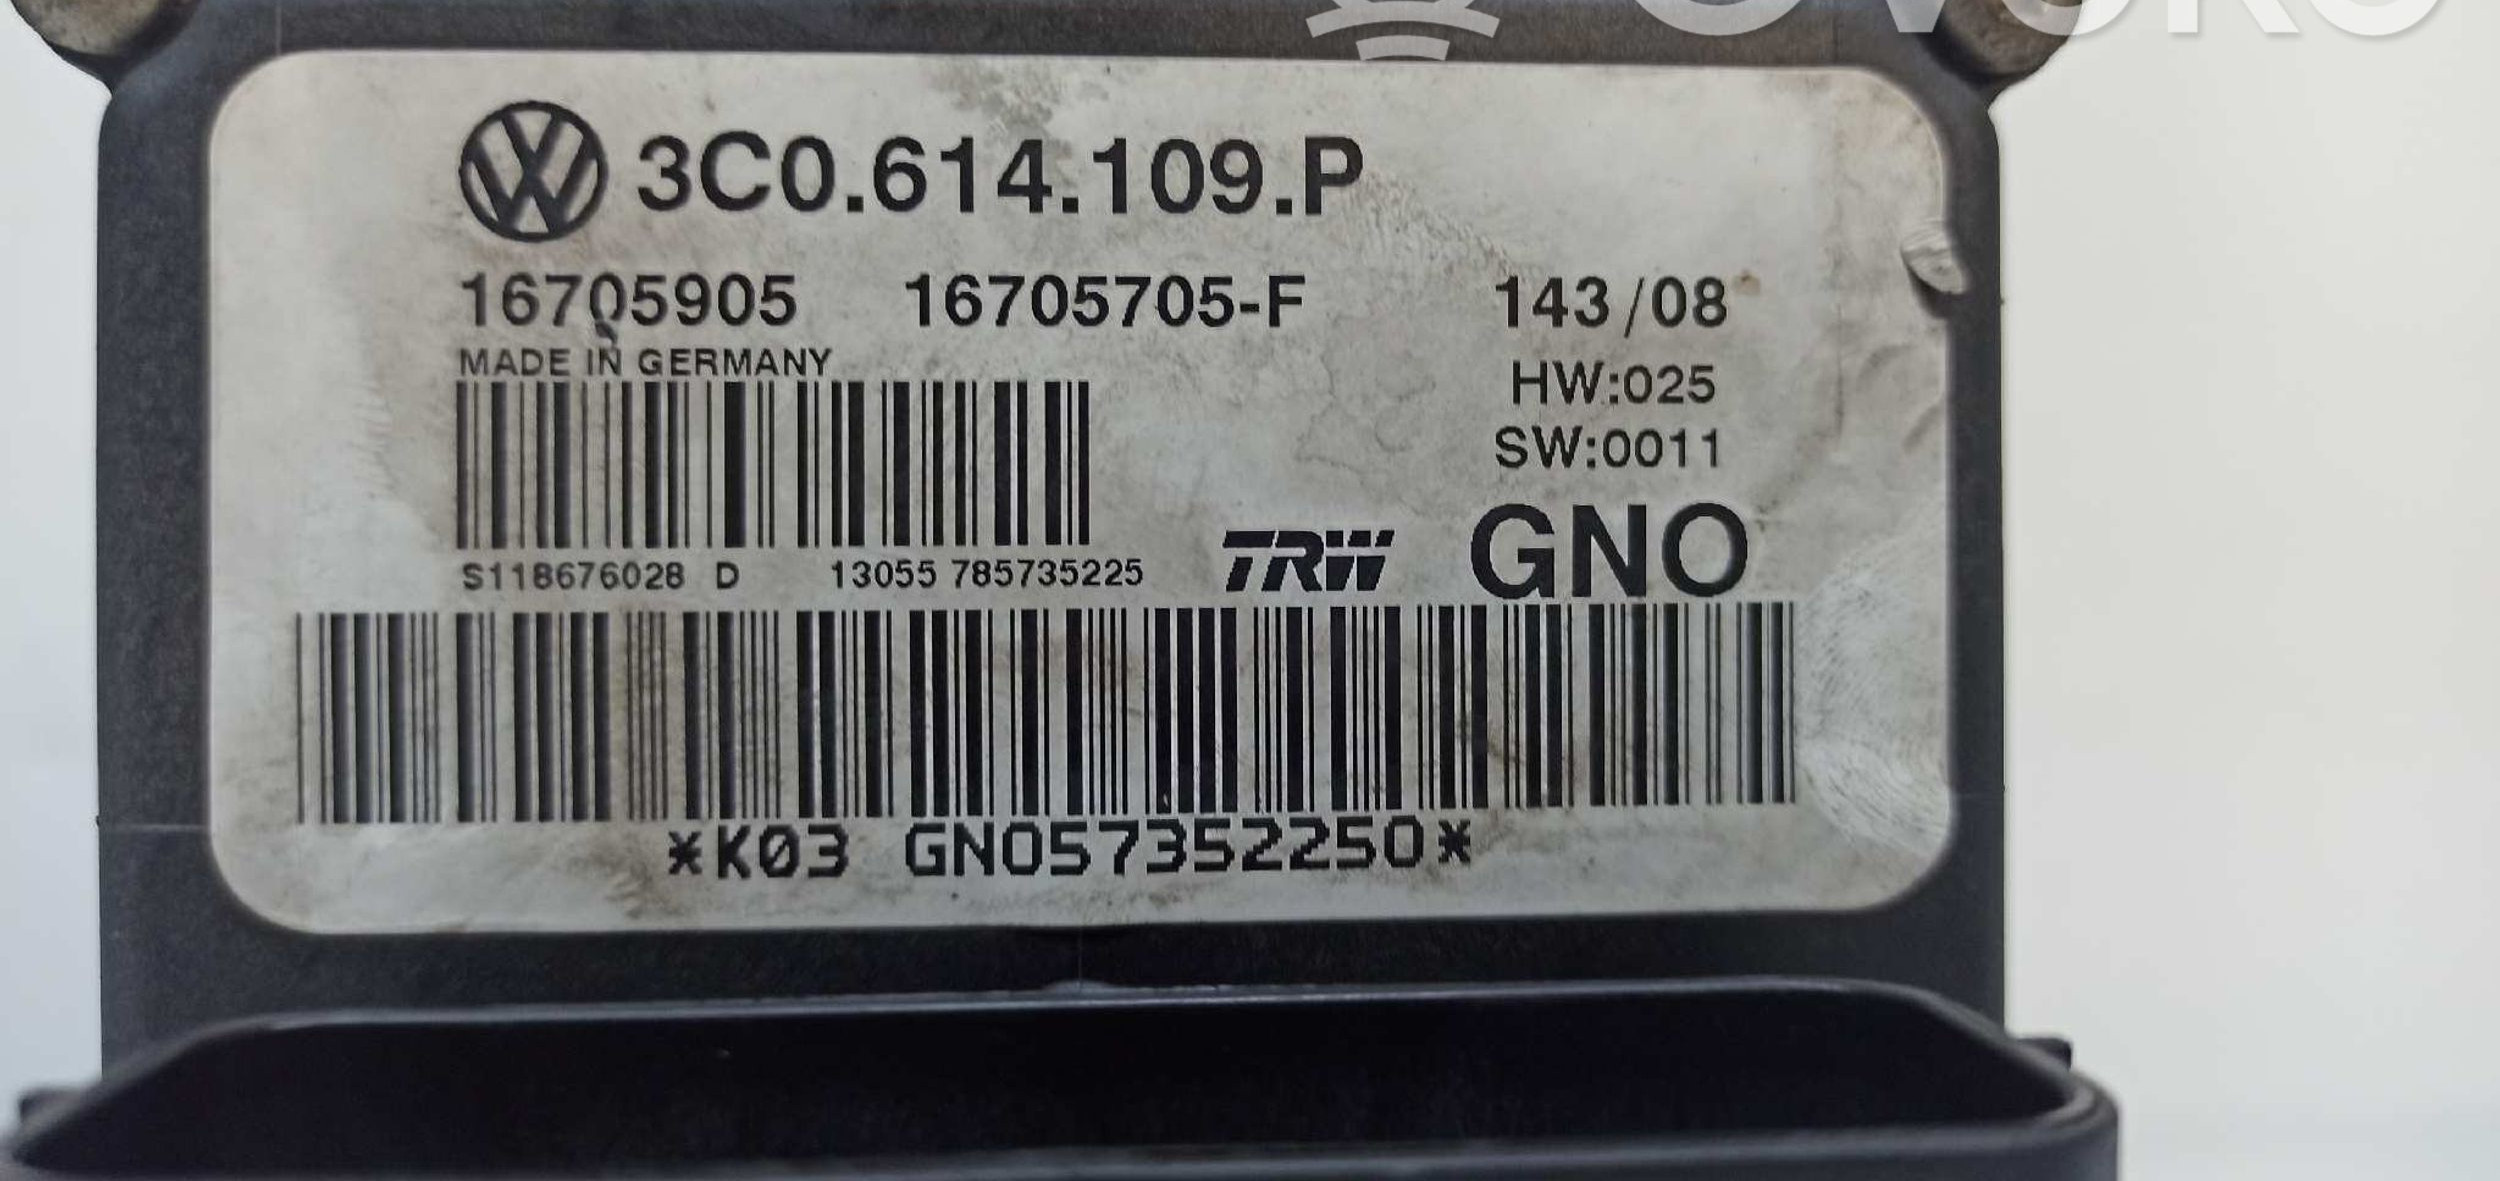 3C0.614.109.P
16705905 16705705-F 143/08
MADE IN GERMANY
HW:025
SW:0011
S118676028 D 13055 785735225 TRW GNO
*K03 GNO57352250*